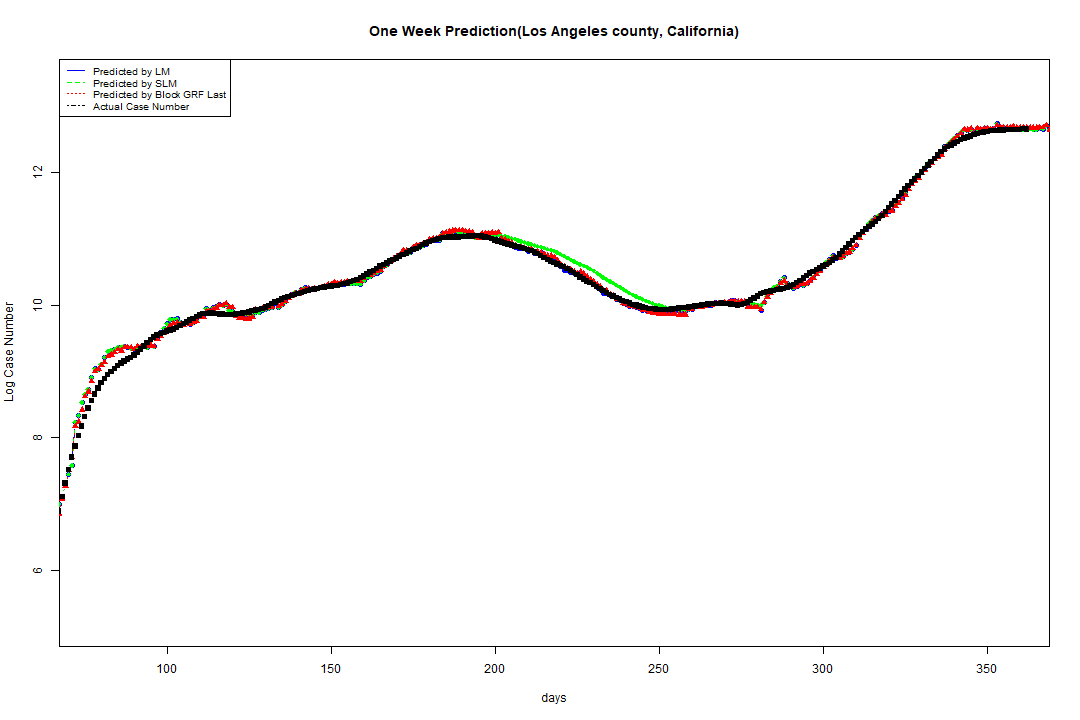 One Week Prediction(Los Angeles county, California)
Predicted by LM
Predicted by SLM
Predicted by Block GRF Last
Actual Case Number
12
10
8
6
Log Case Number
100 150 200 250 300 350
days